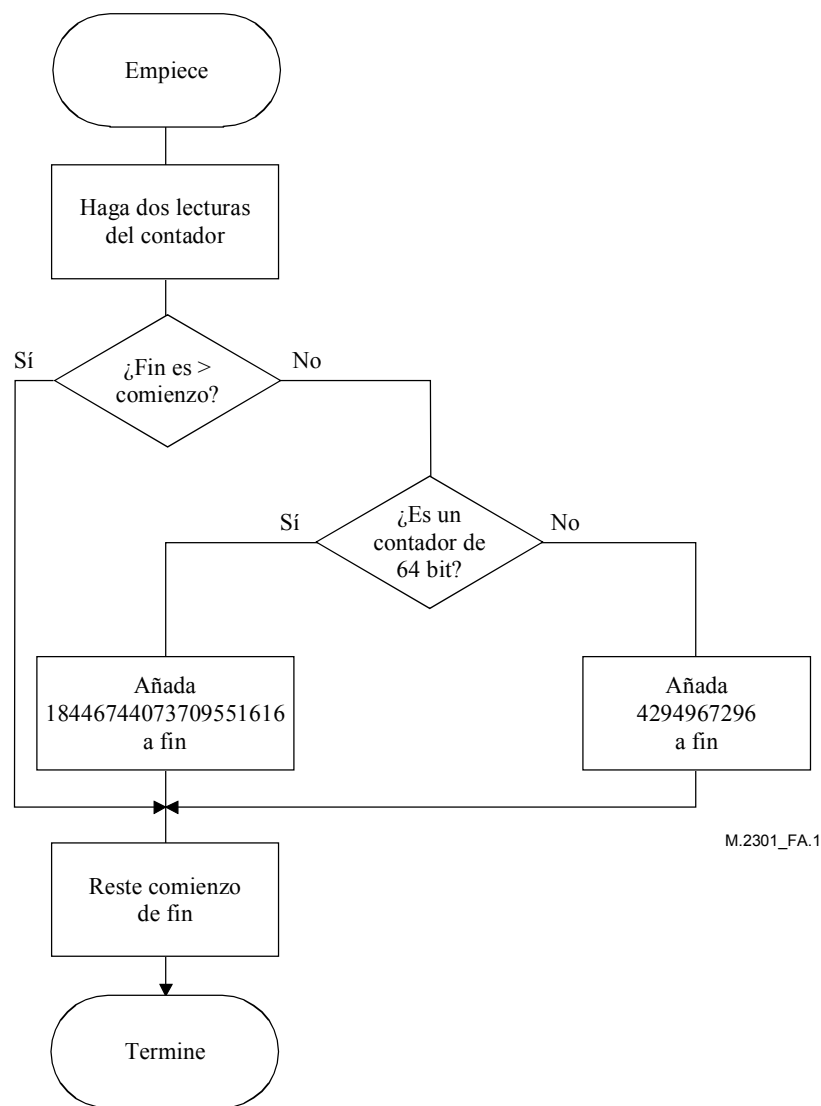 Empiece
Haga dos lecturas
del contador
Sí
¿Fin es >
comienzo?
No
Sí
¿Es un
contador de
64 bit?
No
Añada
18446744073709551616
a fin
Añada
4294967296
a fin
M.2301_FA.1
Reste comienzo
de fin
Termine